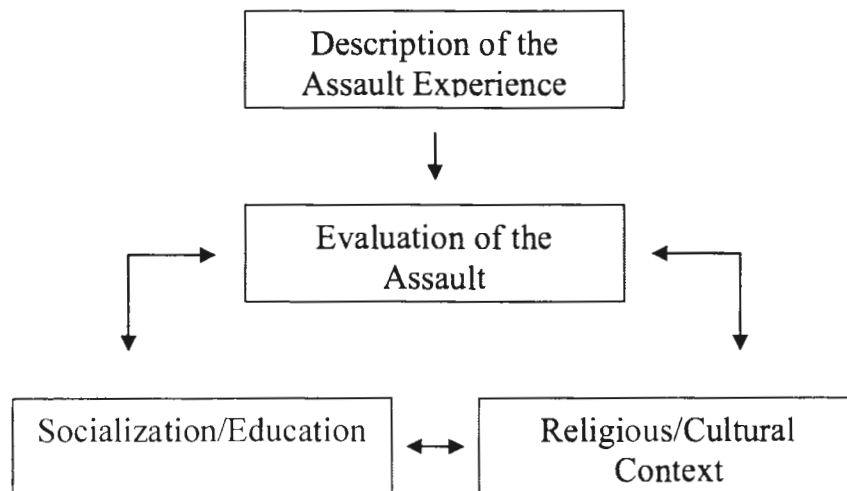 Description of the
Assault Experience
Evaluation of the
Assault
Socialization/Education
Religious/Cultural
Context